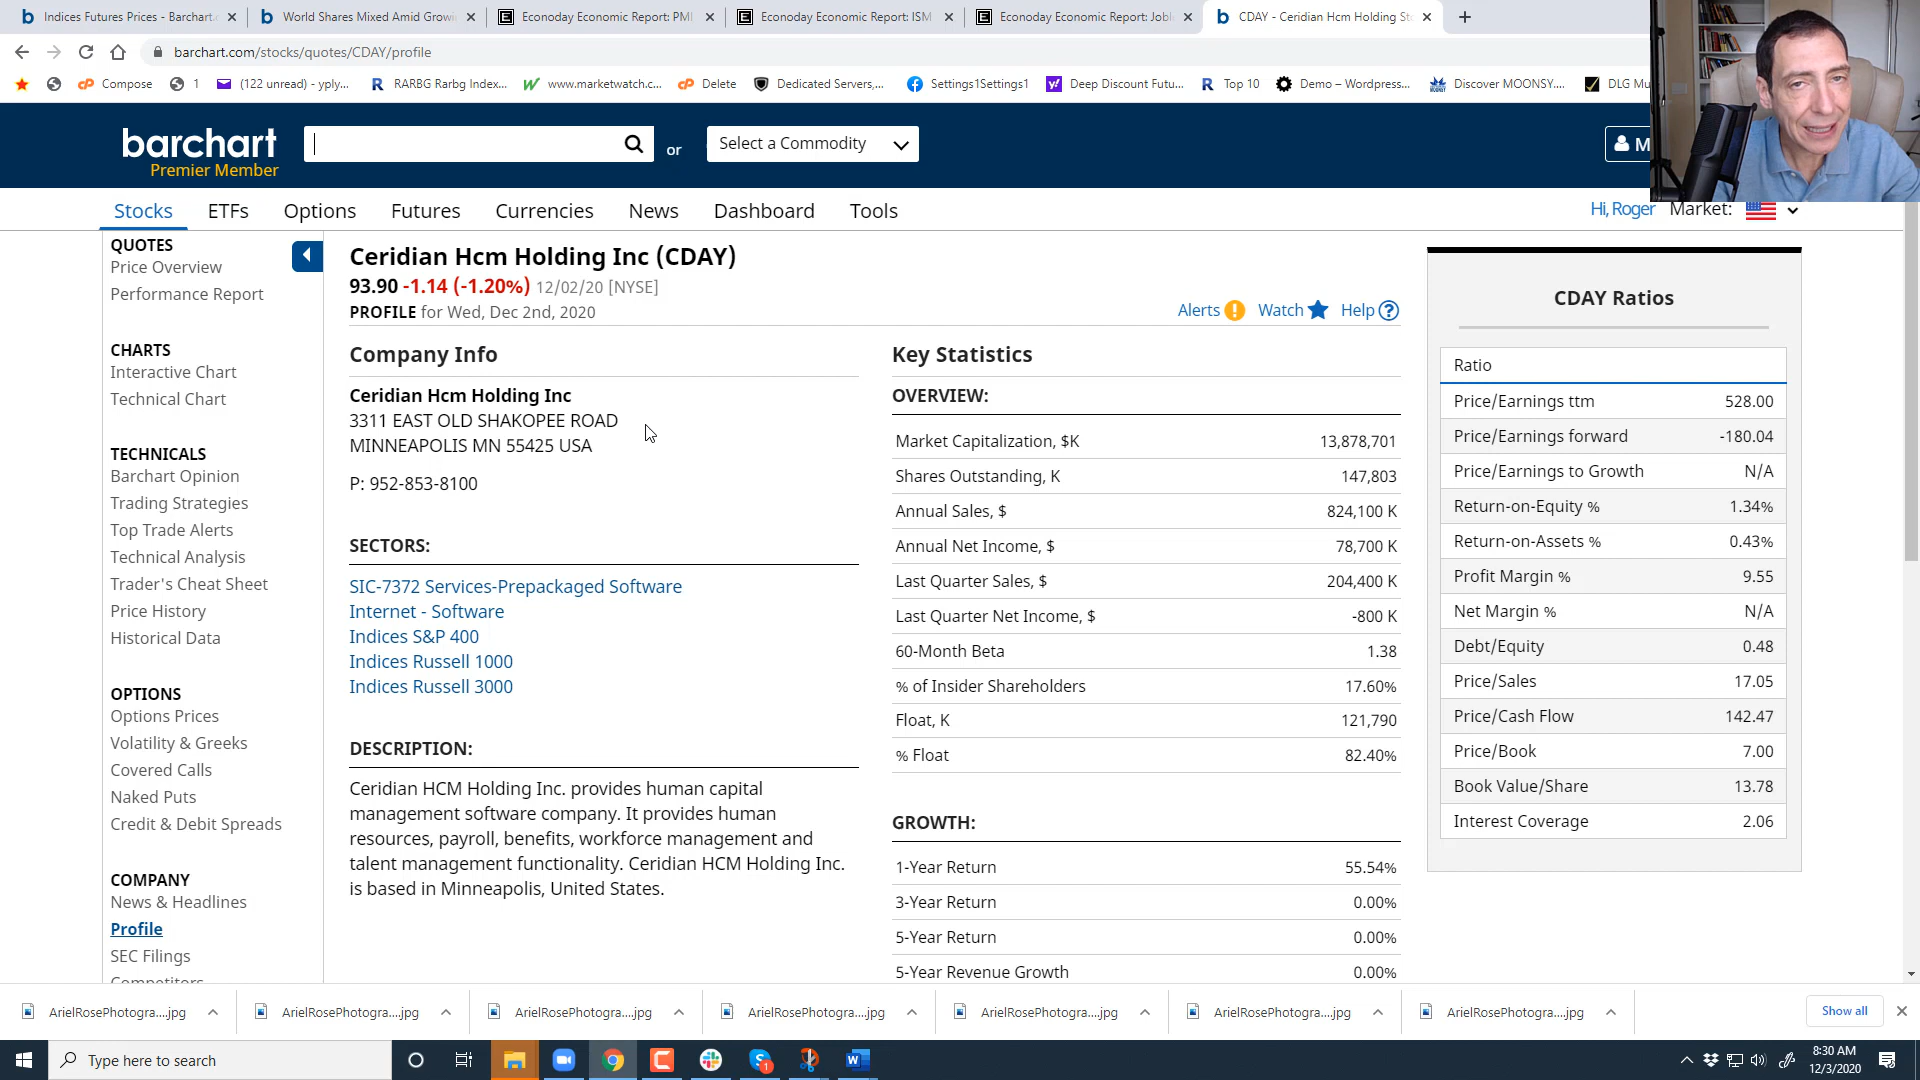 Indices Futures Prices - Barchart.
World Shares Mixed Amid Growi
Econoday Economic Report: PMI
Econoday Economic Report: ISM
Econoday Economic Report: Jobl
CDAY - Ceridian Hcm Holding Sto
barchart.com/stocks/quotes/CDAY/profile
Compose
1
(122 unread) - yply...
RARBG Rarbg Index...
www.marketwatch.c...
Delete
Dedicated Servers,...
Settings1Settings1
Deep Discount Futu...
Top 10
Demo – Wordpress...
Discover MOONSY....
DLG Mu
barchart
Premier Member
or
Select a Commodity
M
Stocks
ETFs
Options
Futures
Currencies
News
Dashboard
Tools
Hi, Roger
Market:
QUOTES
Price Overview
Performance Report
CHARTS
Interactive Chart
Technical Chart
TECHNICALS
Barchart Opinion
Trading Strategies
Top Trade Alerts
Technical Analysis
Trader's Cheat Sheet
Price History
Historical Data
OPTIONS
Options Prices
Volatility & Greeks
Covered Calls
Naked Puts
Credit & Debit Spreads
COMPANY
News & Headlines
Profile
SEC Filings
Competitors
Ceridian Hcm Holding Inc (CDAY)
93.90 -1.14 (-1.20%) 12/02/20 [NYSE]
PROFILE for Wed, Dec 2nd, 2020
Alerts
Watch
Help
Company Info
Ceridian Hcm Holding Inc
3311 EAST OLD SHAKOPEE ROAD
MINNEAPOLIS MN 55425 USA
P: 952-853-8100
SECTORS:
SIC-7372 Services-Prepackaged Software
Internet - Software
Indices S&P 400
Indices Russell 1000
Indices Russell 3000
DESCRIPTION:
Ceridian HCM Holding Inc. provides human capital
management software company. It provides human
resources, payroll, benefits, workforce management and
talent management functionality. Ceridian HCM Holding Inc.
is based in Minneapolis, United States.
Key Statistics
OVERVIEW:
Market Capitalization, $K 13,878,701
Shares Outstanding, K 147,803
Annual Sales, $ 824,100 K
Annual Net Income, $ 78,700 K
Last Quarter Sales, $ 204,400 K
Last Quarter Net Income, $ -800 K
60-Month Beta 1.38
% of Insider Shareholders 17.60%
Float, K 121,790
% Float 82.40%
GROWTH:
1-Year Return 55.54%
3-Year Return 0.00%
5-Year Return 0.00%
5-Year Revenue Growth 0.00%
CDAY Ratios
Ratio
Price/Earnings ttm 528.00
Price/Earnings forward -180.04
Price/Earnings to Growth N/A
Return-on-Equity % 1.34%
Return-on-Assets % 0.43%
Profit Margin % 9.55
Net Margin % N/A
Debt/Equity 0.48
Price/Sales 17.05
Price/Cash Flow 142.47
Price/Book 7.00
Book Value/Share 13.78
Interest Coverage 2.06
ArielRosePhotogra....jpg
ArielRosePhotogra....jpg
ArielRosePhotogra....jpg
ArielRosePhotogra....jpg
ArielRosePhotogra....jpg
ArielRosePhotogra....jpg
ArielRosePhotogra....jpg
Show all
Type here to search
8:30 AM
12/3/2020